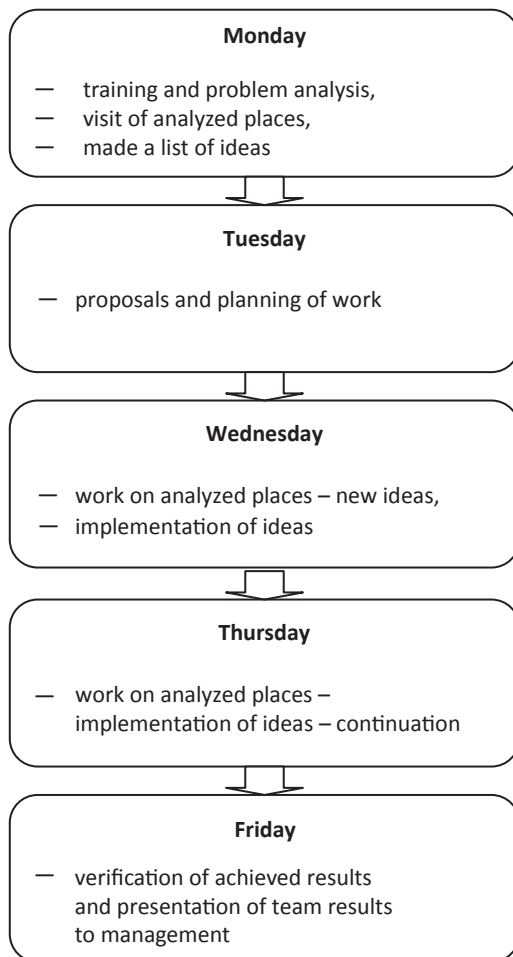 Monday
— training and problem analysis,
— visit of analyzed places,
— made a list of ideas
Tuesday
— proposals and planning of work
Wednesday
— work on analyzed places – new ideas,
— implementation of ideas
Thursday
— work on analyzed places –
implementation of ideas – continuation
Friday
— verification of achieved results
and presentation of team results
to management